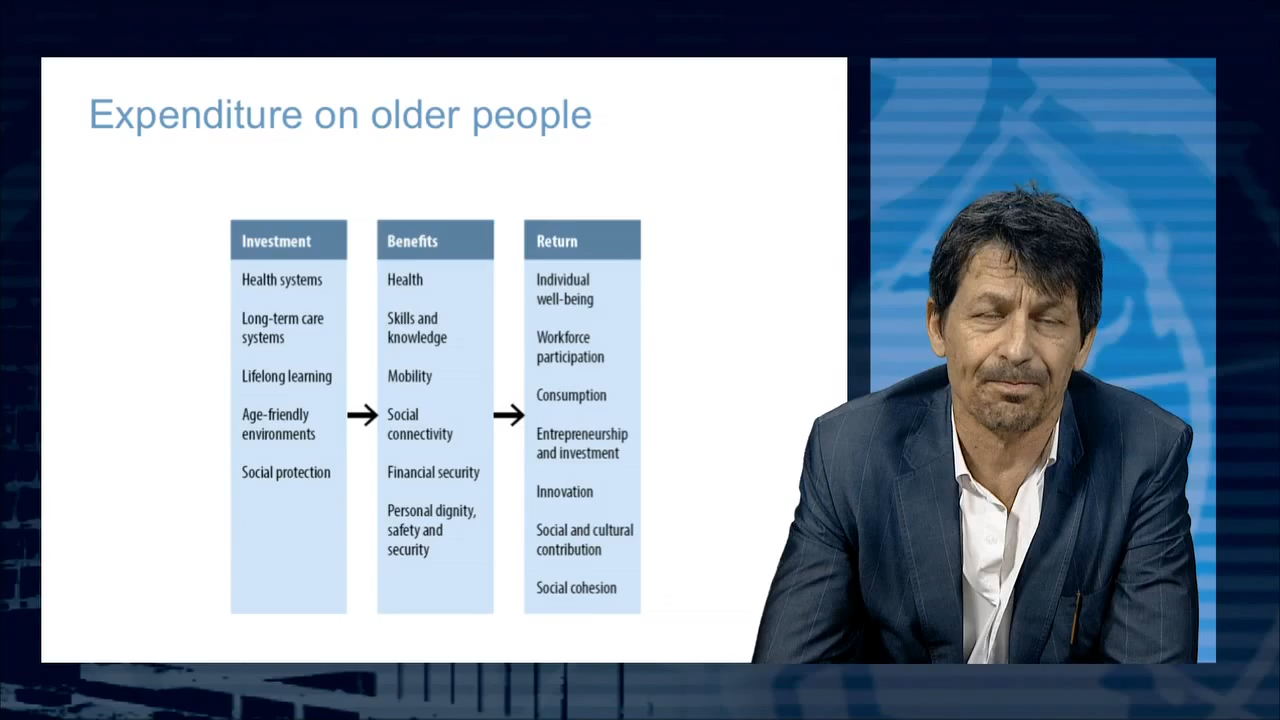 Expenditure on older people
Investment
Health systems
Long-term care
systems
Lifelong learning
Age-friendly
environments
Social protection
Benefits
Health
Skills and
knowledge
Mobility
Social
connectivity
Financial security
Personal dignity,
safety and
security
Return
Individual
well-being
Workforce
participation
Consumption
Entrepreneurship
and investment
Innovation
Social and cultural
contribution
Social cohesion